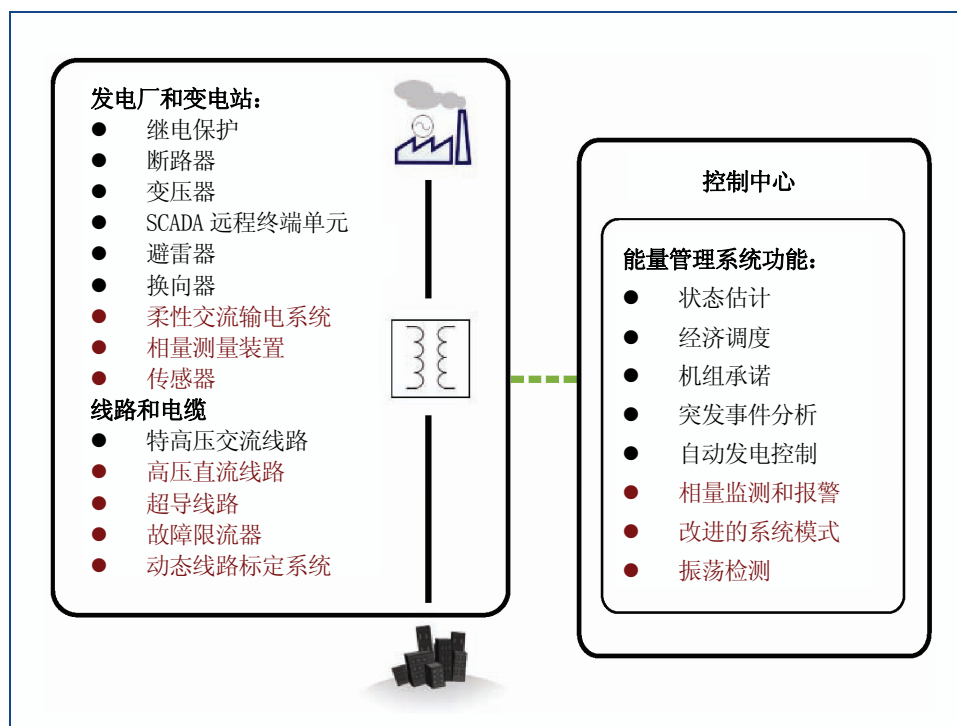 发电厂和变电站：
● 继电保护
● 断路器
● 变压器
● SCADA 远程终端单元
● 避雷器
● 换向器
● 柔性交流输电系统
● 相量测量装置
● 传感器
线路和电缆
● 特高压交流线路
● 高压直流线路
● 超导线路
● 故障限流器
● 动态线路标定系统
控制中心
能量管理系统功能：
● 状态估计
● 经济调度
● 机组承诺
● 突发事件分析
● 自动发电控制
● 相量监测和报警
● 改进的系统模式
● 振荡检测